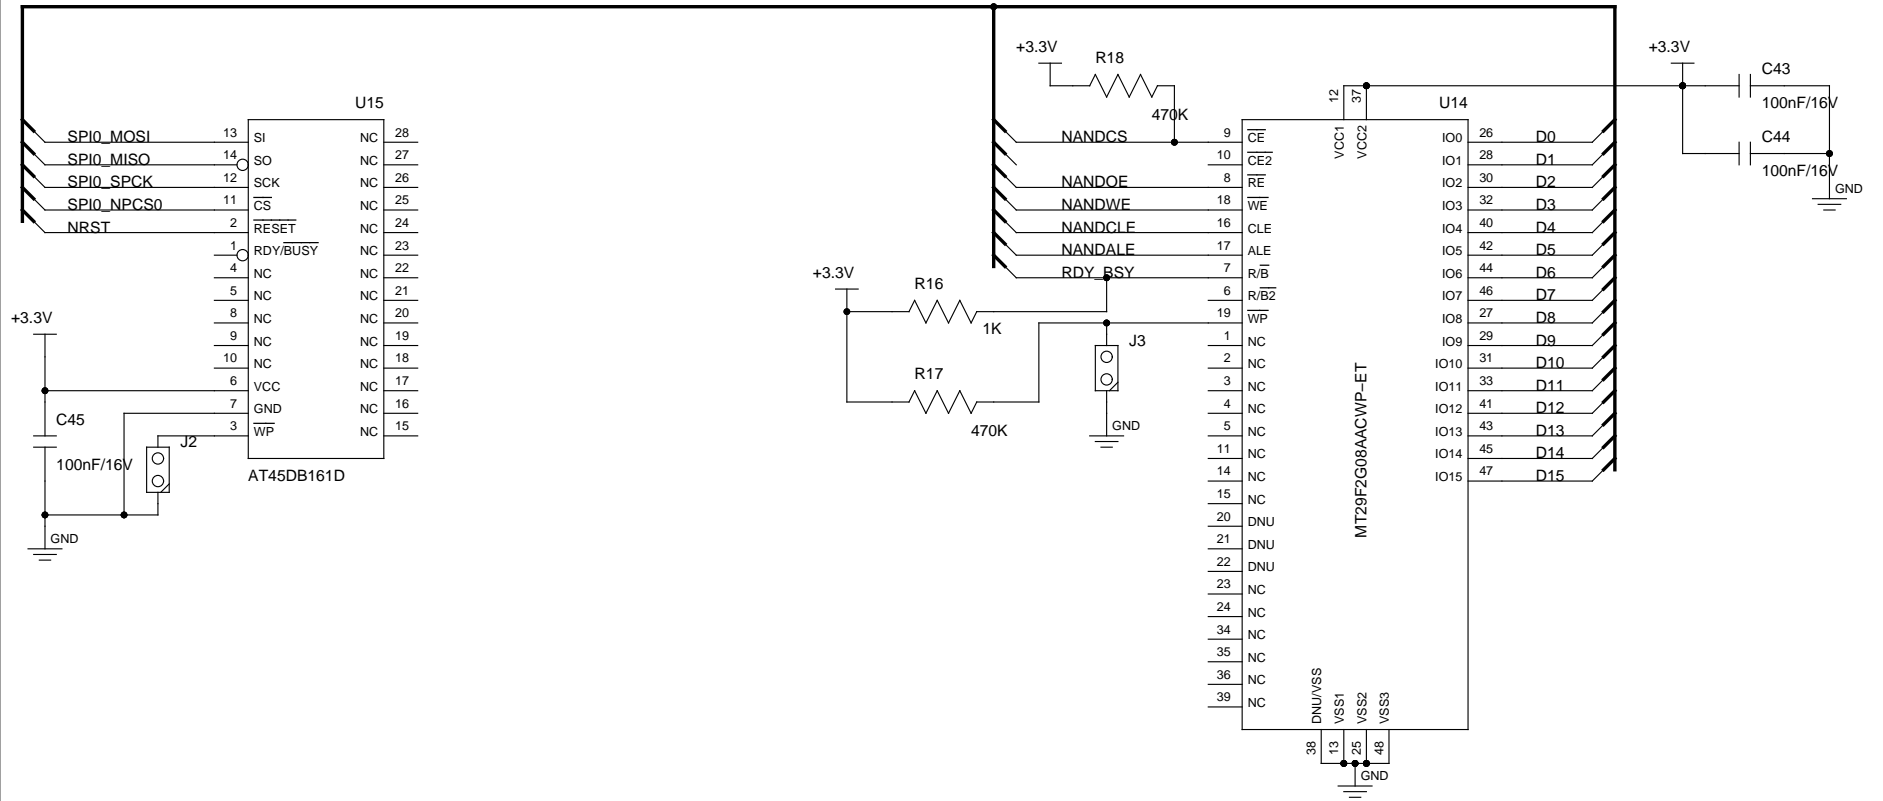 U15
SPI0_MOSI 13 SI NC 28
SPI0_MISO 14 SO NC 27
SPI0_SPCK 12 SCK NC 26
SPI0_NPCS0 11 CS NC 25
NRST 2 RESET NC 24
1 RDY/BUSY NC 23
4 NC NC 22
5 NC NC 21
8 NC NC 20
9 NC NC 19
10 NC NC 18
6 VCC NC 17
7 GND NC 16
3 WP NC 15
AT45DB161D
+3.3V
C45
100nF/16V
J2
GND
+3.3V
R18
470K
+3.3V
R16
1K
R17
470K
J3
GND
U14
12 37
VCC1 VCC2
NANDCS 9 CE IO0 26 D0
10 CE2 IO1 28 D1
NANDOE 8 RE IO2 30 D2
NANDWE 18 WE IO3 32 D3
NANDCLE 16 CLE IO4 40 D4
NANDALE 17 ALE IO5 42 D5
RDY_BSY 7 R/B IO6 44 D6
6 R/B2 IO7 46 D7
19 WP IO8 27 D8
1 NC IO9 29 D9
2 NC IO10 31 D10
3 NC IO11 33 D11
4 NC IO12 41 D12
5 NC IO13 43 D13
11 NC IO14 45 D14
14 NC IO15 47 D15
15 NC
20 DNU
21 DNU
22 DNU
23 NC
24 NC
34 NC
35 NC
36 NC
39 NC
MT29F2G08AACWP-ET
DNU/VSS VSS1 VSS2 VSS3
38 13 25 48
GND
+3.3V
C43
100nF/16V
C44
100nF/16V
GND